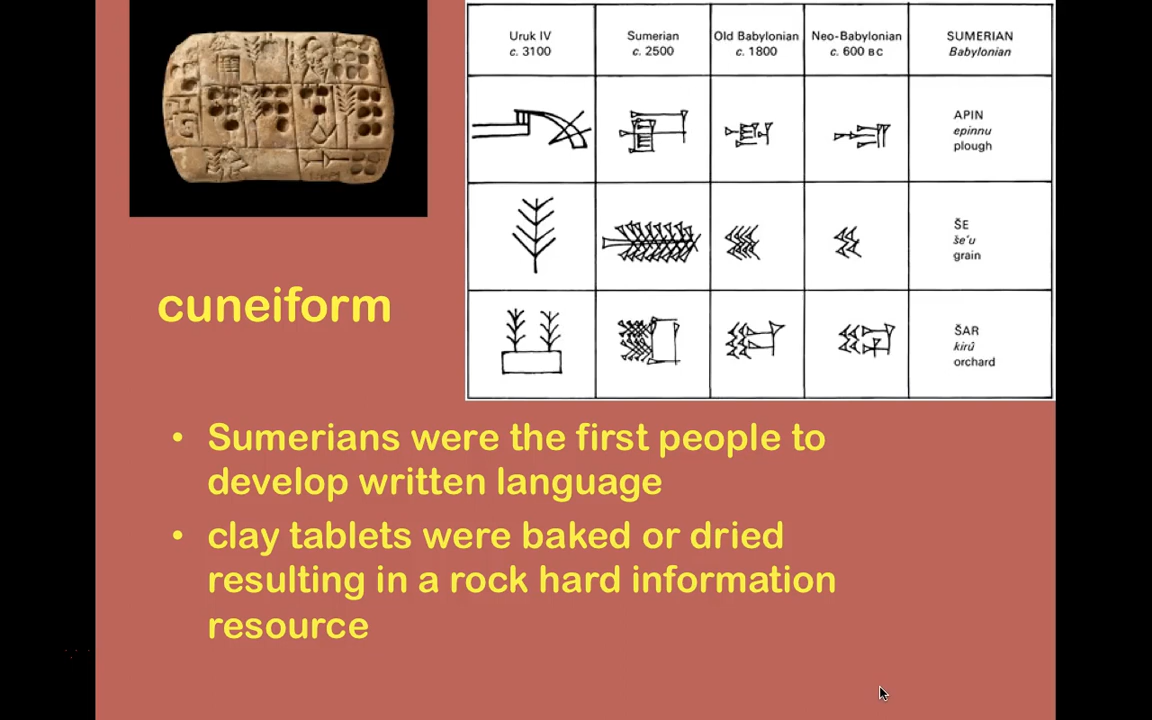 Uruk IV Sumerian Old Babylonian Neo-Babylonian SUMERIAN
c. 3100 c. 2500 c. 1800 c. 600 BC Babylonian
APIN
epinnu
plough
ŠE
še'u
grain
ŠAR
kirû
orchard
cuneiform
• Sumerians were the first people to
develop written language
• clay tablets were baked or dried
resulting in a rock hard information
resource